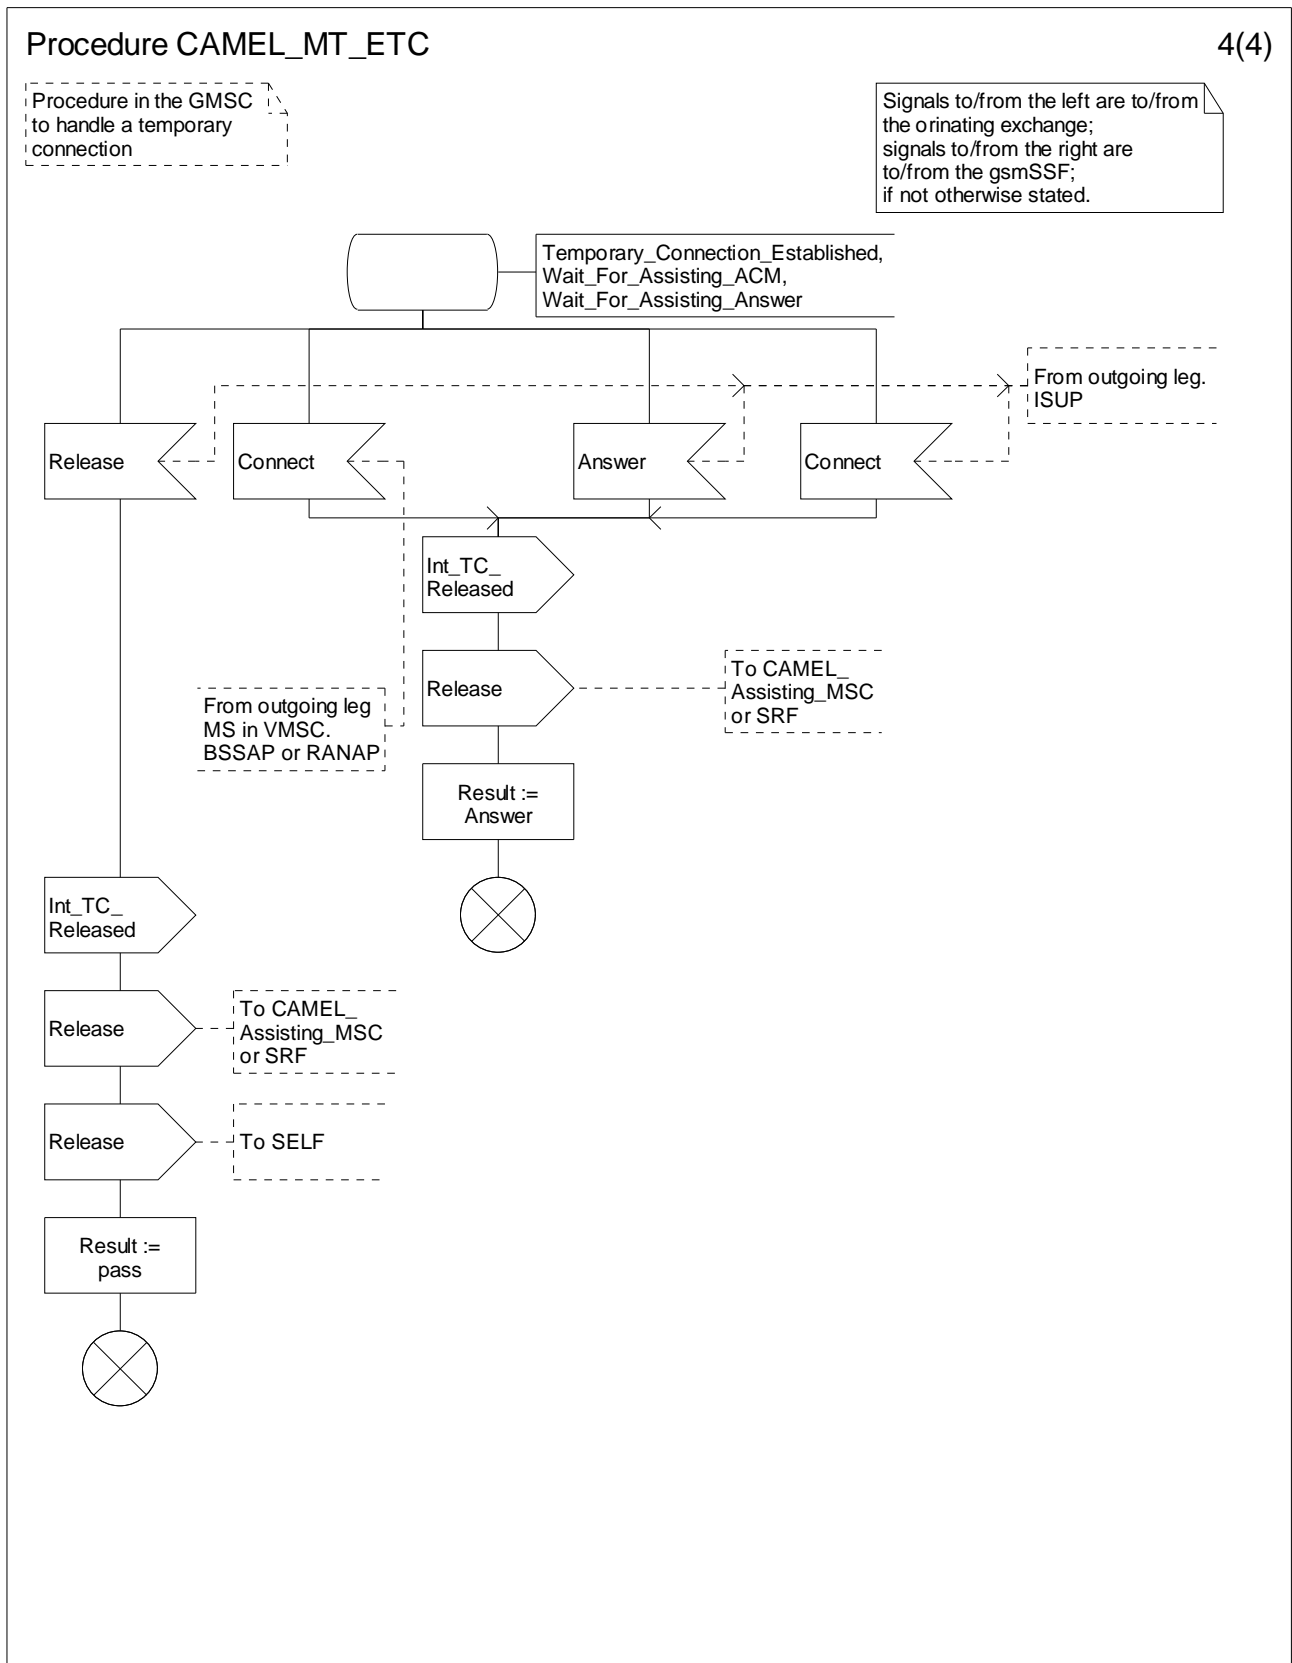 Procedure CAMEL_MT_ETC
4(4)
Procedure in the GMSC
to handle a temporary
connection
Signals to/from the left are to/from
the orinating exchange;
signals to/from the right are
to/from the gsmSSF;
if not otherwise stated.
Temporary_Connection_Established,
Wait_For_Assisting_ACM,
Wait_For_Assisting_Answer
From outgoing leg.
ISUP
Release
Connect
Answer
Connect
Int_TC_
Released
Release
To CAMEL_
Assisting_MSC
or SRF
From outgoing leg
MS in VMSC.
BSSAP or RANAP
Result :=
Answer
Int_TC_
Released
Release
To CAMEL_
Assisting_MSC
or SRF
Release
To SELF
Result :=
pass